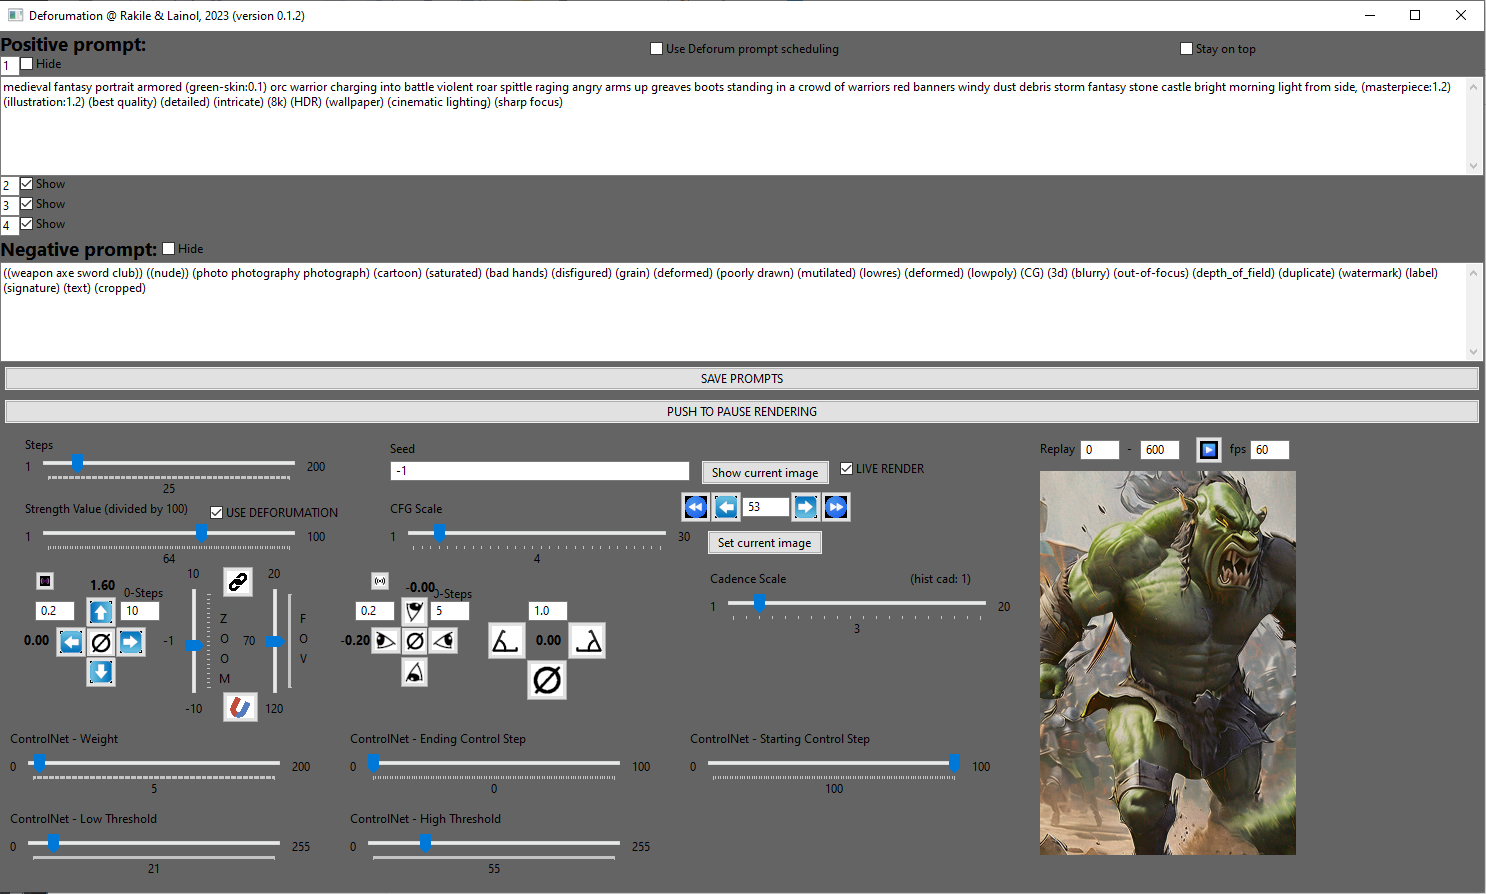 Deforumation @ Rakile & Lainol, 2023 (version 0.1.2)
Positive prompt:
Use Deforum prompt scheduling
Stay on top
1 Hide
medieval fantasy portrait armored (green-skin:0.1) orc warrior charging into battle violent roar spittle raging angry arms up greaves boots standing in a crowd of warriors red banners windy dust debris storm fantasy stone castle bright morning light from side, (masterpiece:1.2)
(illustration:1.2) (best quality) (detailed) (intricate) (8k) (HDR) (wallpaper) (cinematic lighting) (sharp focus)
2 Show
3 Show
4 Show
Negative prompt: Hide
((weapon axe sword club)) ((nude)) (photo photography photograph) (cartoon) (saturated) (bad hands) (disfigured) (grain) (deformed) (poorly drawn) (mutilated) (lowres) (deformed) (lowpoly) (CG) (3d) (blurry) (out-of-focus) (depth_of_field) (duplicate) (watermark) (label)
(signature) (text) (cropped)
SAVE PROMPTS
PUSH TO PAUSE RENDERING
Steps
1 200
25
Seed
-1
Show current image
LIVE RENDER
Replay 0 - 600 fps 60
Strength Value (divided by 100)
USE DEFORUMATION
1 100
64
CFG Scale
1 30
4
53
Set current image
1.60
0-Steps
0.2
10
0.00
10
-1
-10
ZOOM
20
70
120
FOV
-0.00
0-Steps
0.2
5
-0.20
1.0
0.00
Cadence Scale (hist cad: 1)
1 20
3
ControlNet - Weight
0 200
5
ControlNet - Ending Control Step
0 100
0
ControlNet - Starting Control Step
0 100
100
ControlNet - Low Threshold
0 255
21
ControlNet - High Threshold
0 255
55